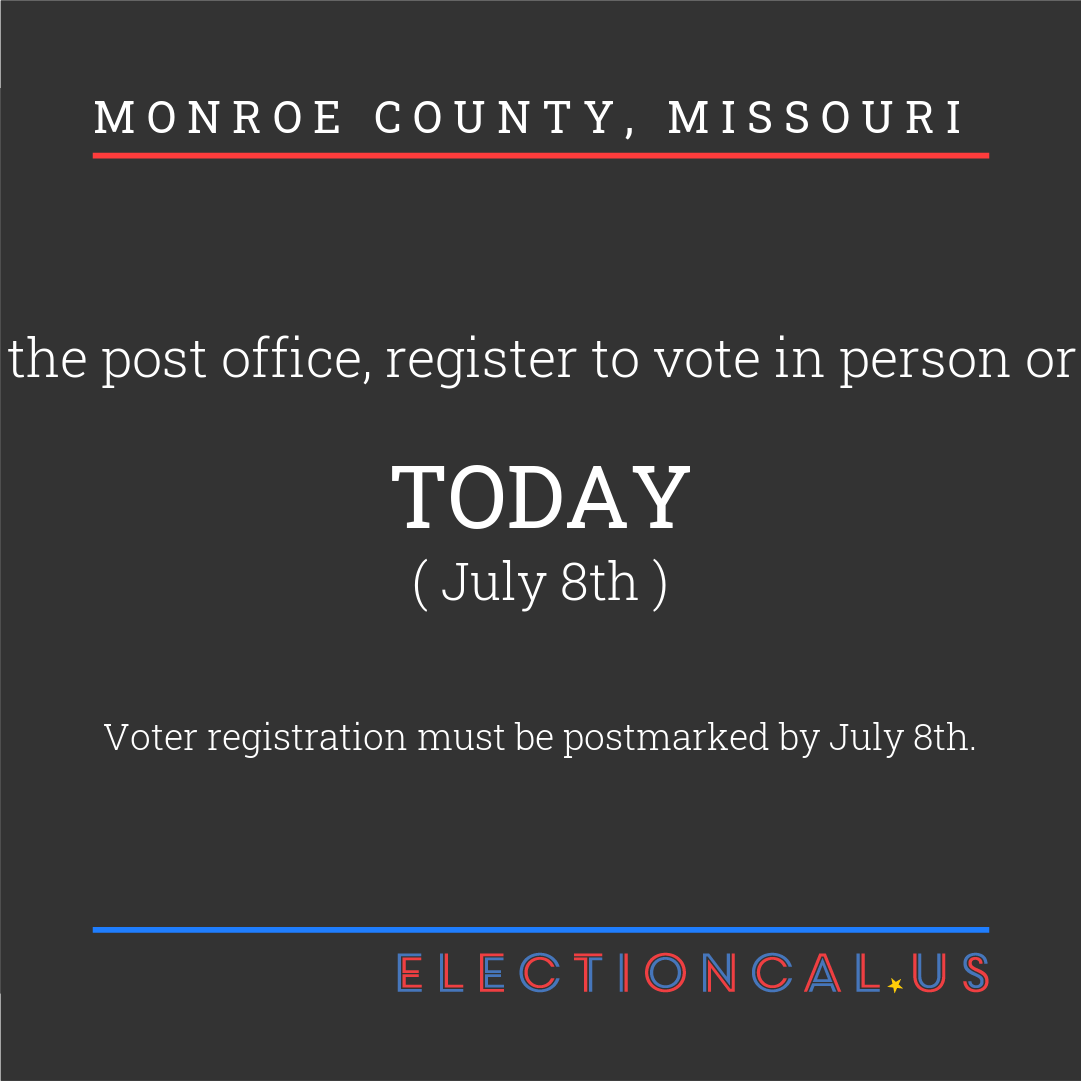 MONROE COUNTY, MISSOURI
the post office, register to vote in person or
TODAY
( July 8th )
Voter registration must be postmarked by July 8th.
ELECTIONCAL.US